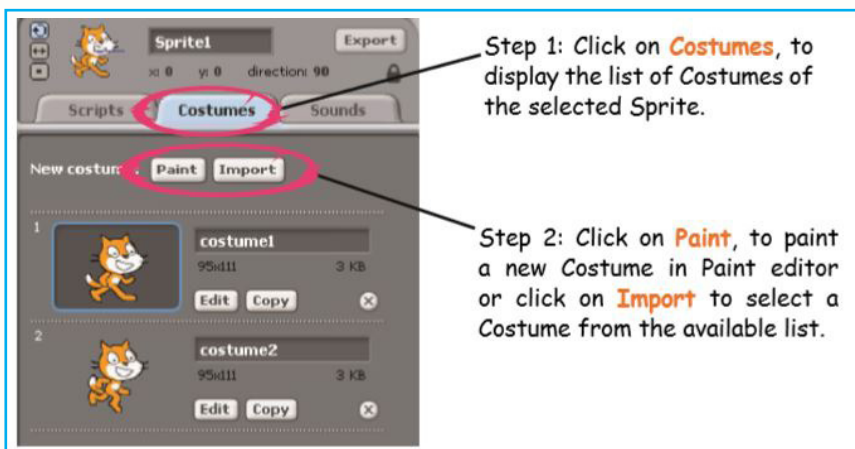 Sprite1 Export
x: 0 y: 0 direction: 90
Scripts Costumes Sounds
New costume: Paint Import
1
costume1
95x111 3 KB
Edit Copy
2
costume2
95x111 3 KB
Edit Copy
Step 1: Click on Costumes, to
display the list of Costumes of
the selected Sprite.
Step 2: Click on Paint, to paint
a new Costume in Paint editor
or click on Import to select a
Costume from the available list.